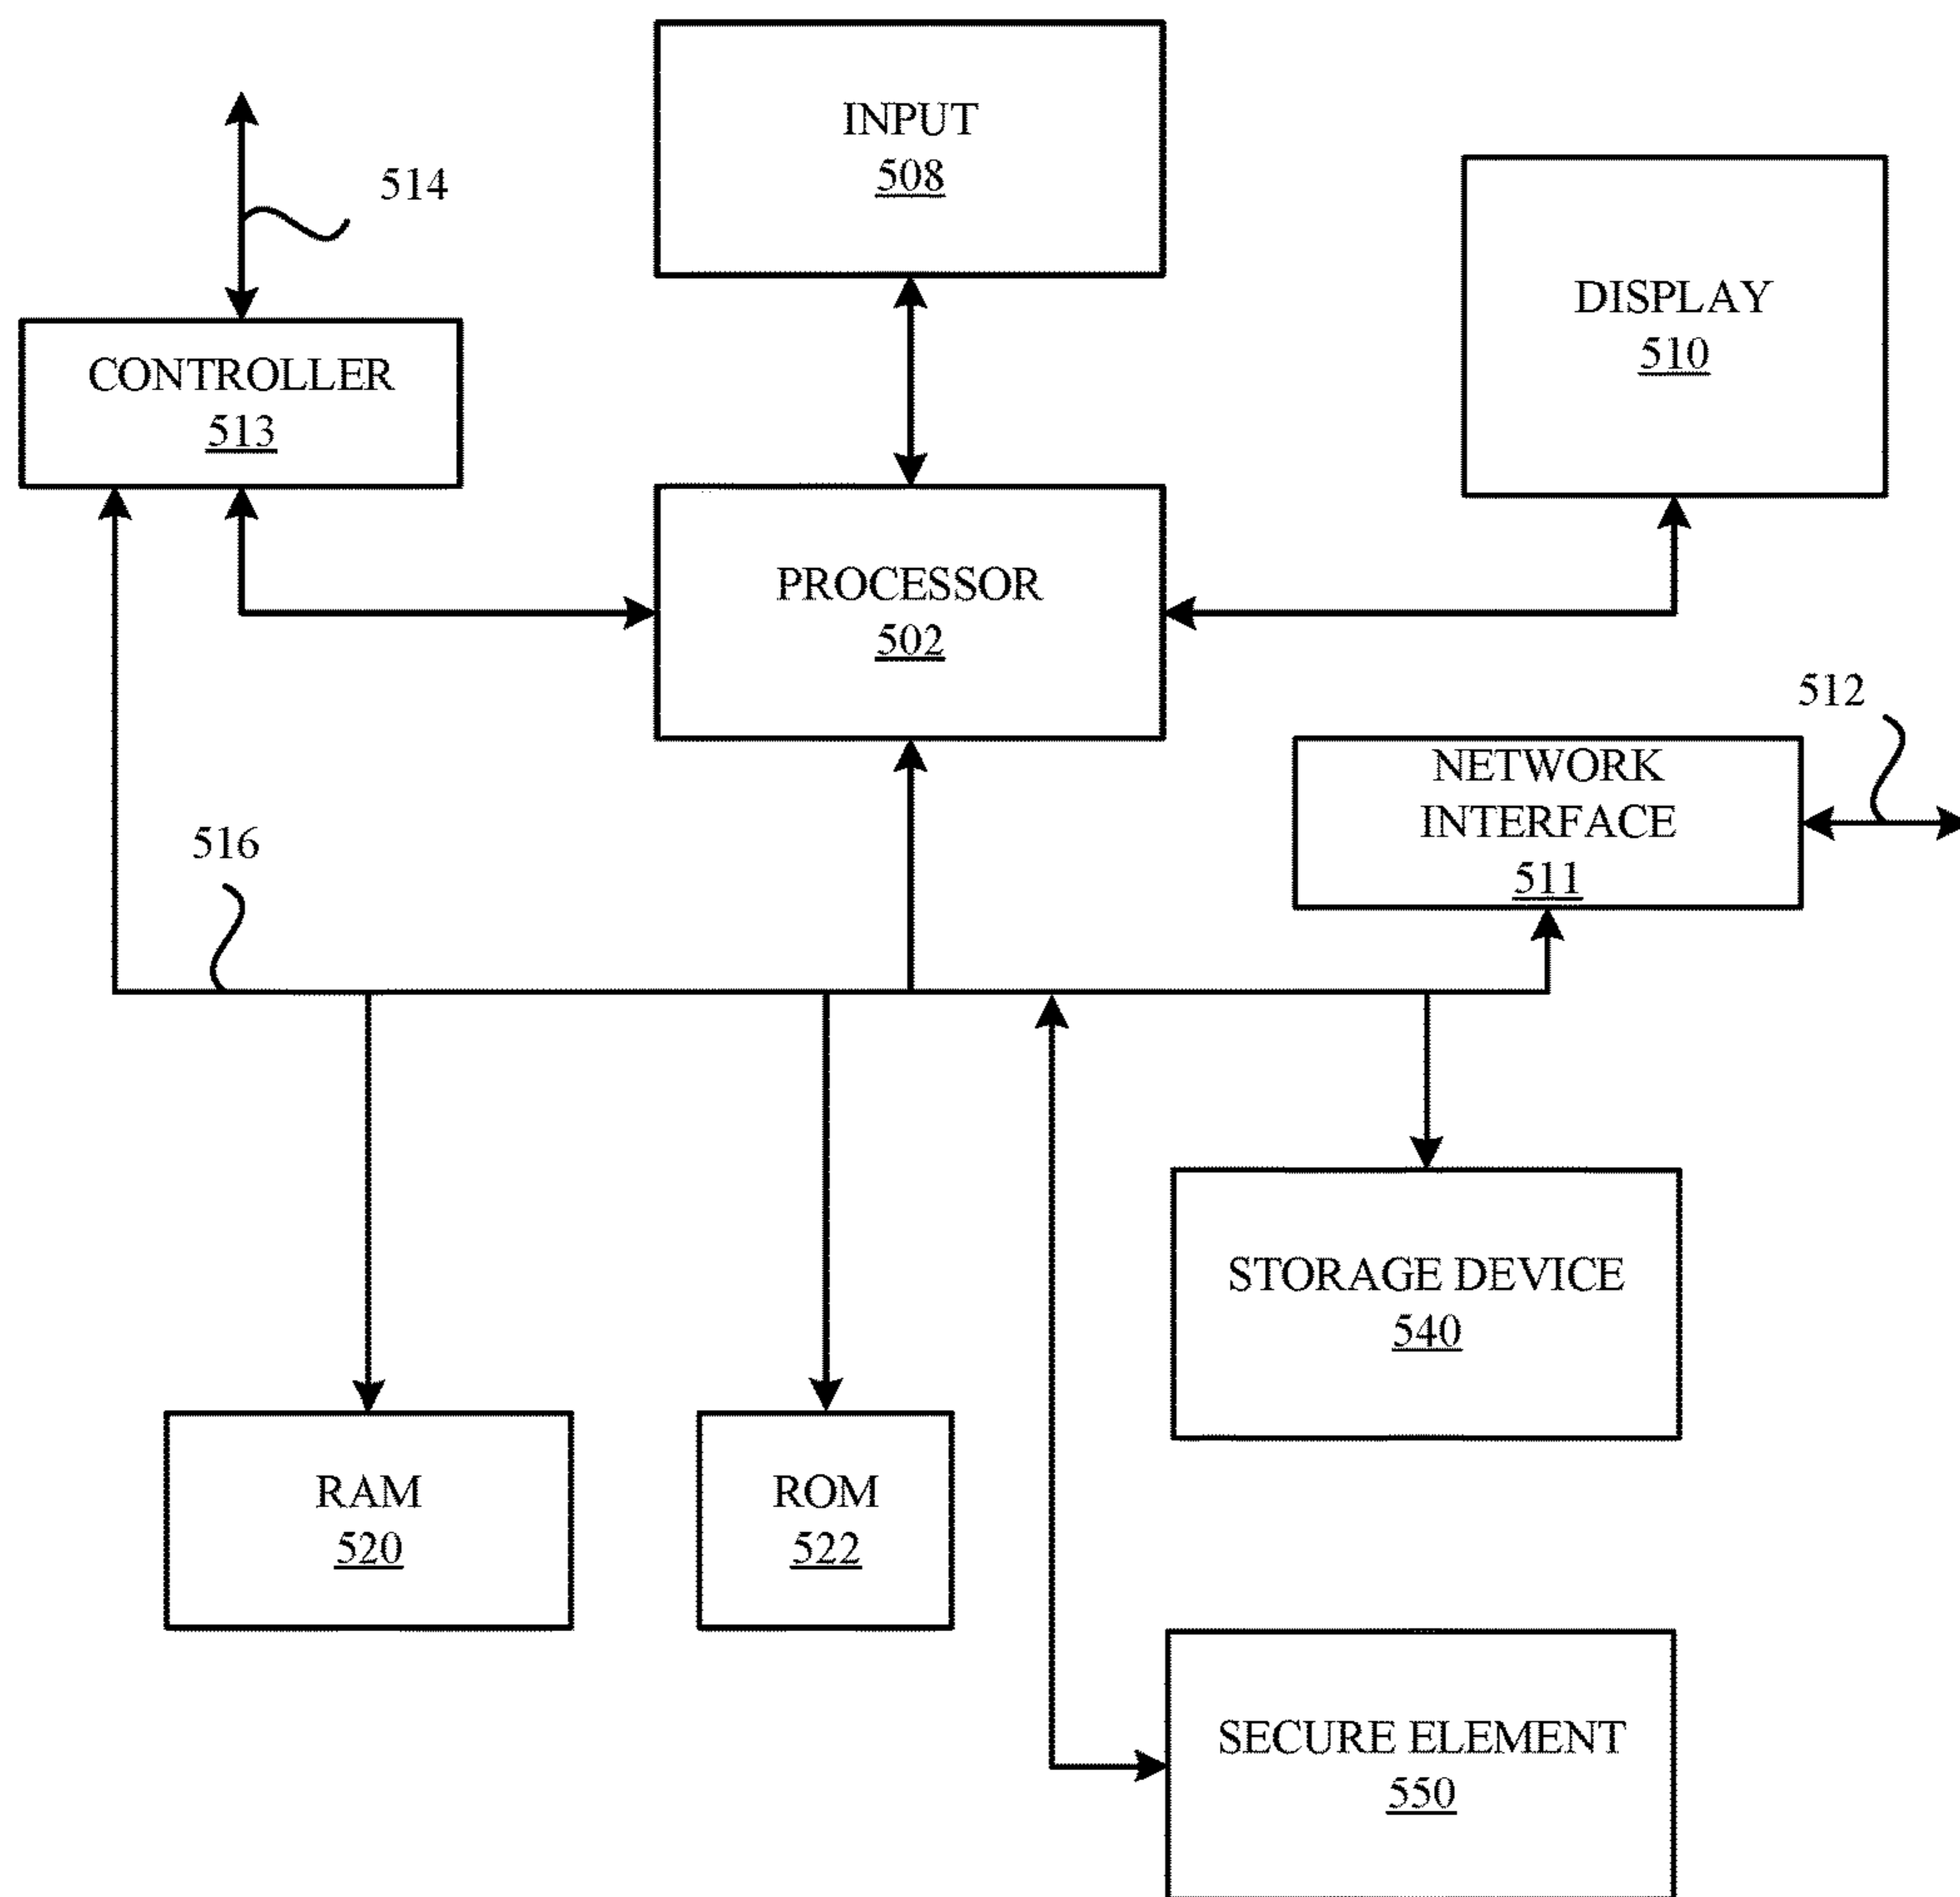 INPUT
508
514
DISPLAY
510
CONTROLLER
513
PROCESSOR
502
512
NETWORK
INTERFACE
511
516
STORAGE DEVICE
540
RAM
520
ROM
522
SECURE ELEMENT
550